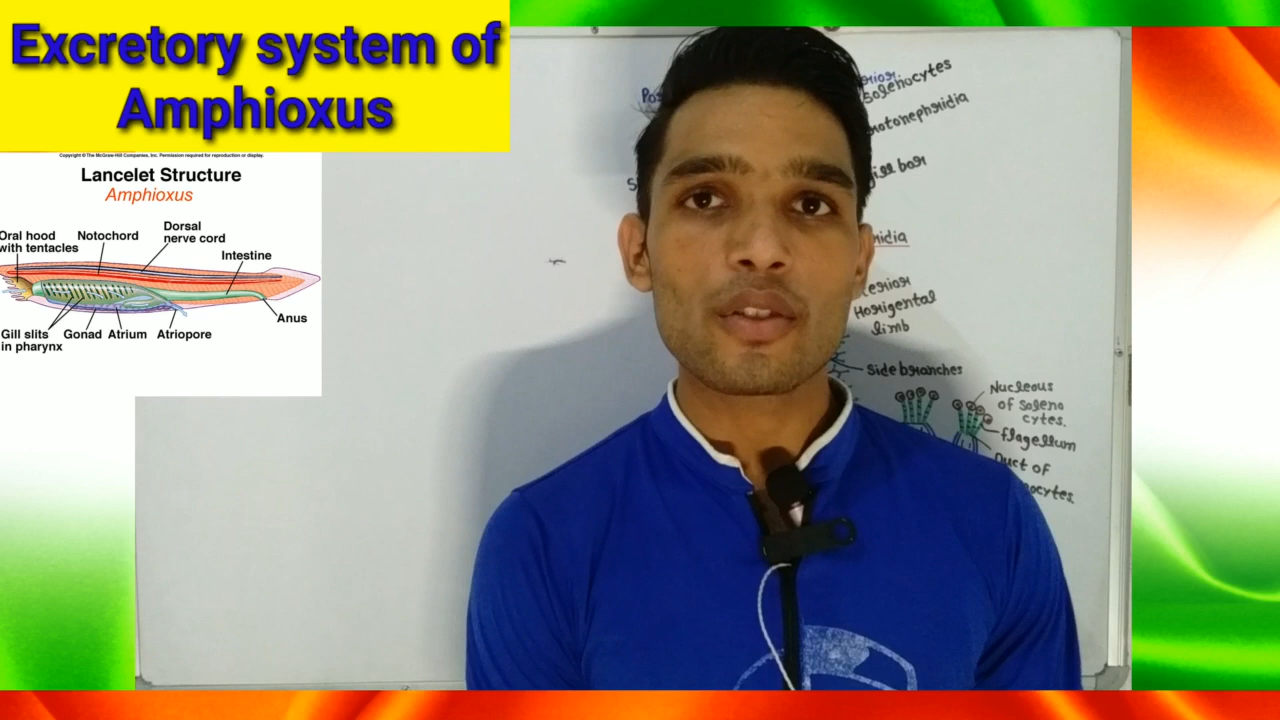 Excretory system of
Amphioxus
Copyright © The McGraw-Hill Companies, Inc. Permission required for reproduction or display.
Lancelet Structure
Amphioxus
Oral hood
with tentacles
Notochord
Dorsal
nerve cord
Intestine
Anus
Gill slits
in pharynx
Gonad
Atrium
Atriopore
Solenocytes
gill bar
Horigental
limb
Side branches
Nucleous
of Soleno
cytes.
flagellum
Duct of